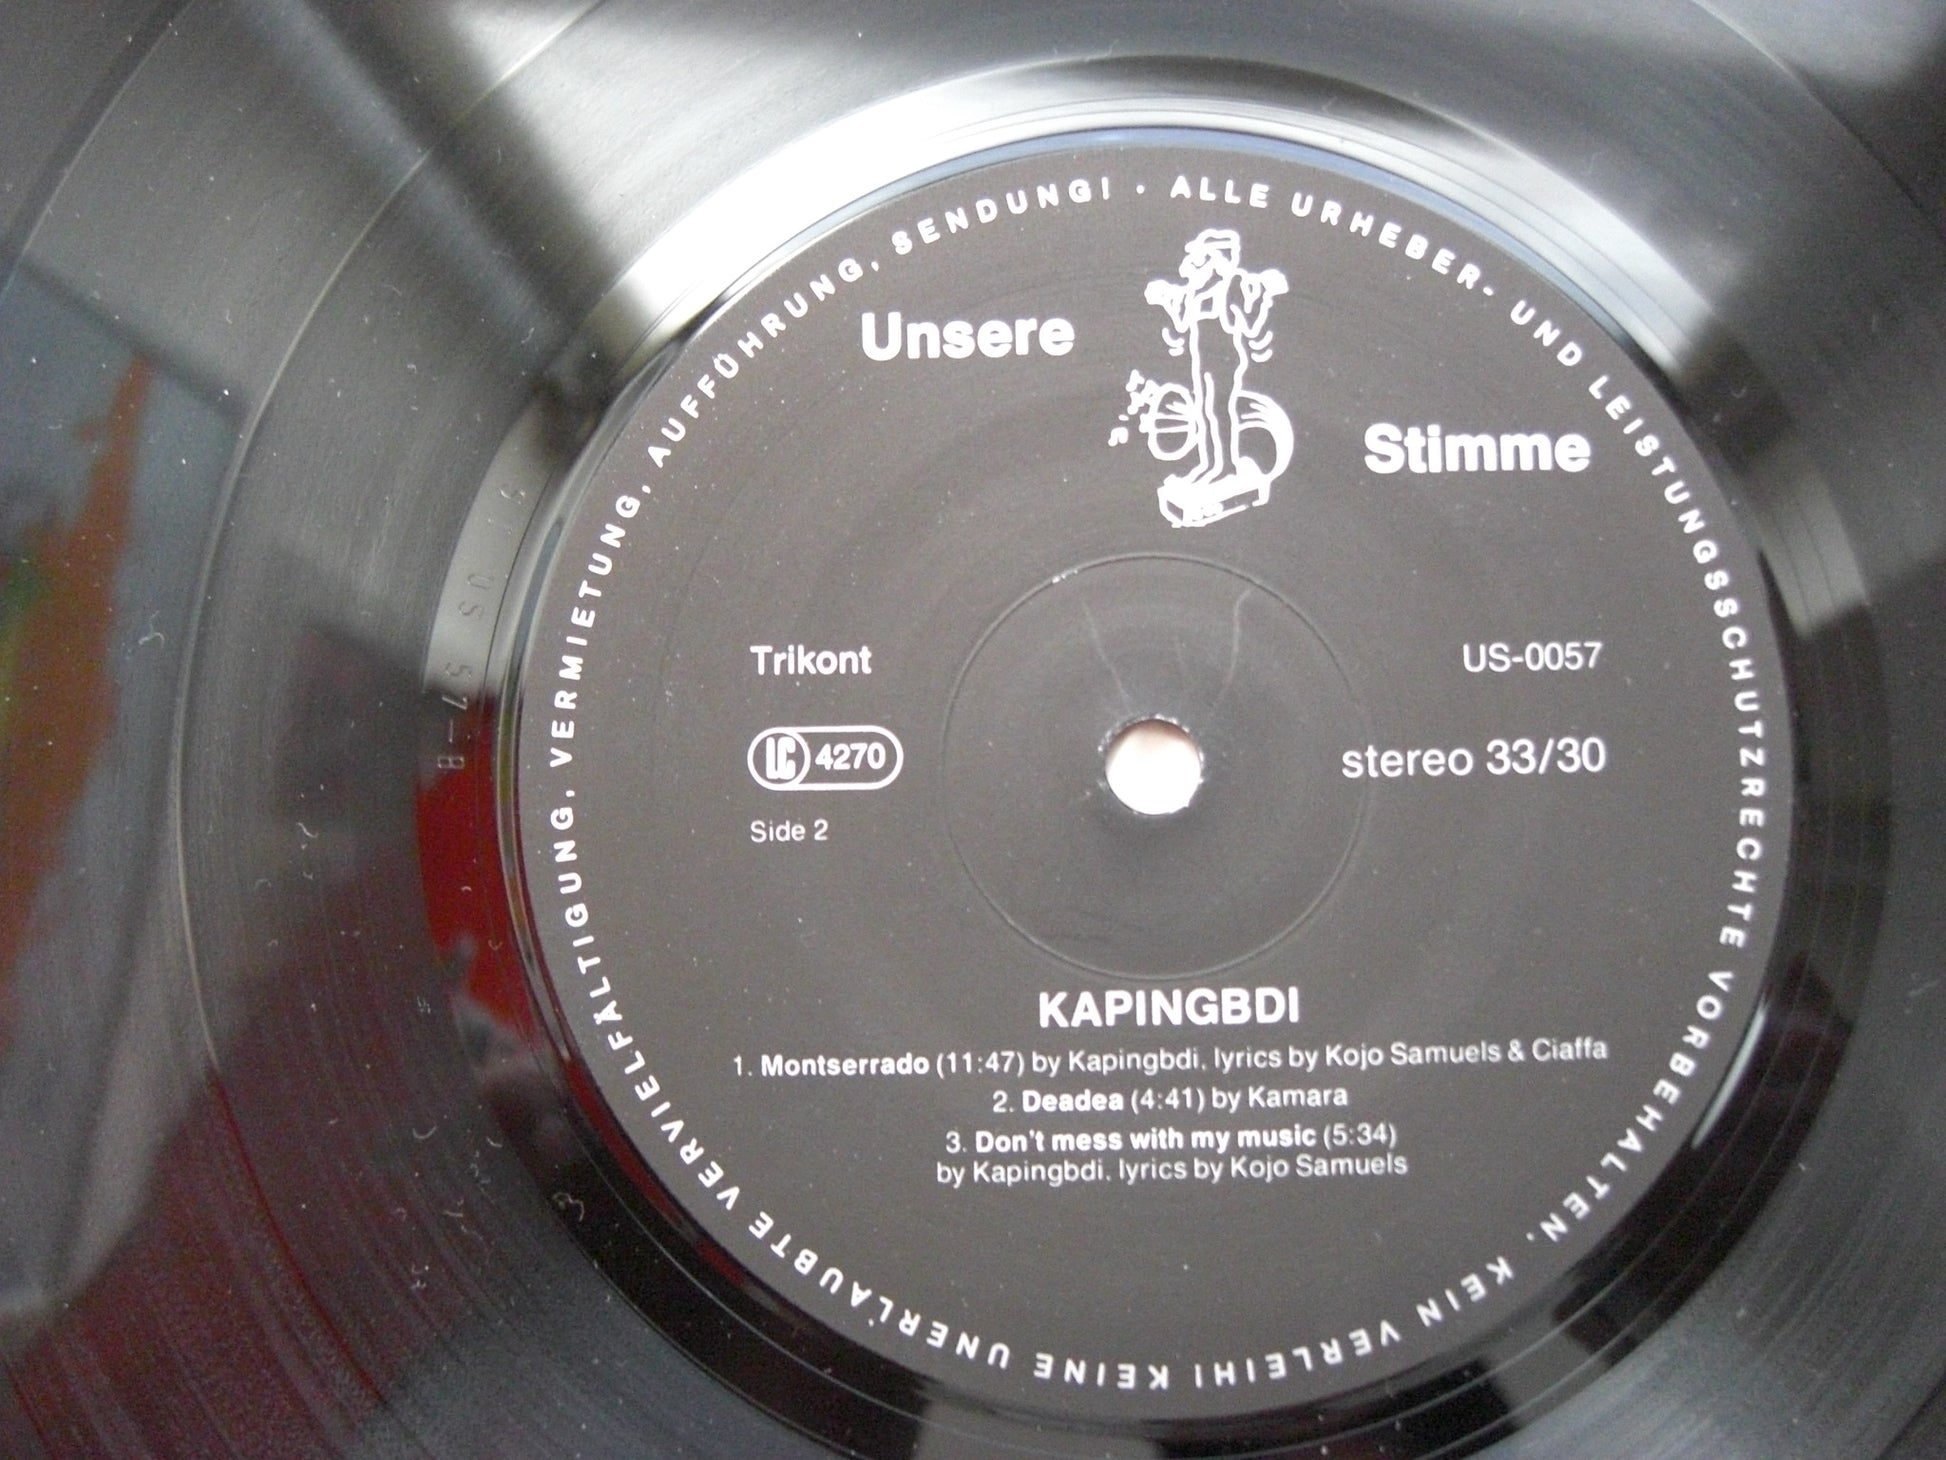 ALLE URHEBER- UND LEISTUNGSSCHUTZRECHTE VORBEHALTEN. KEIN VERLEIH! KEINE UNERLAUBTE VERVIELFÄLTIGUNG, VERMIETUNG, AUFFÜHRUNG, SENDUNG! ·
Unsere
Stimme
Trikont
US-0057
LC 4270
stereo 33/30
Side 2
KAPINGBDI
1. Montserrado (11:47) by Kapingbdi, lyrics by Kojo Samuels & Ciaffa
2. Deadea (4:41) by Kamara
3. Don't mess with my music (5:34)
by Kapingbdi, lyrics by Kojo Samuels
US 57-B